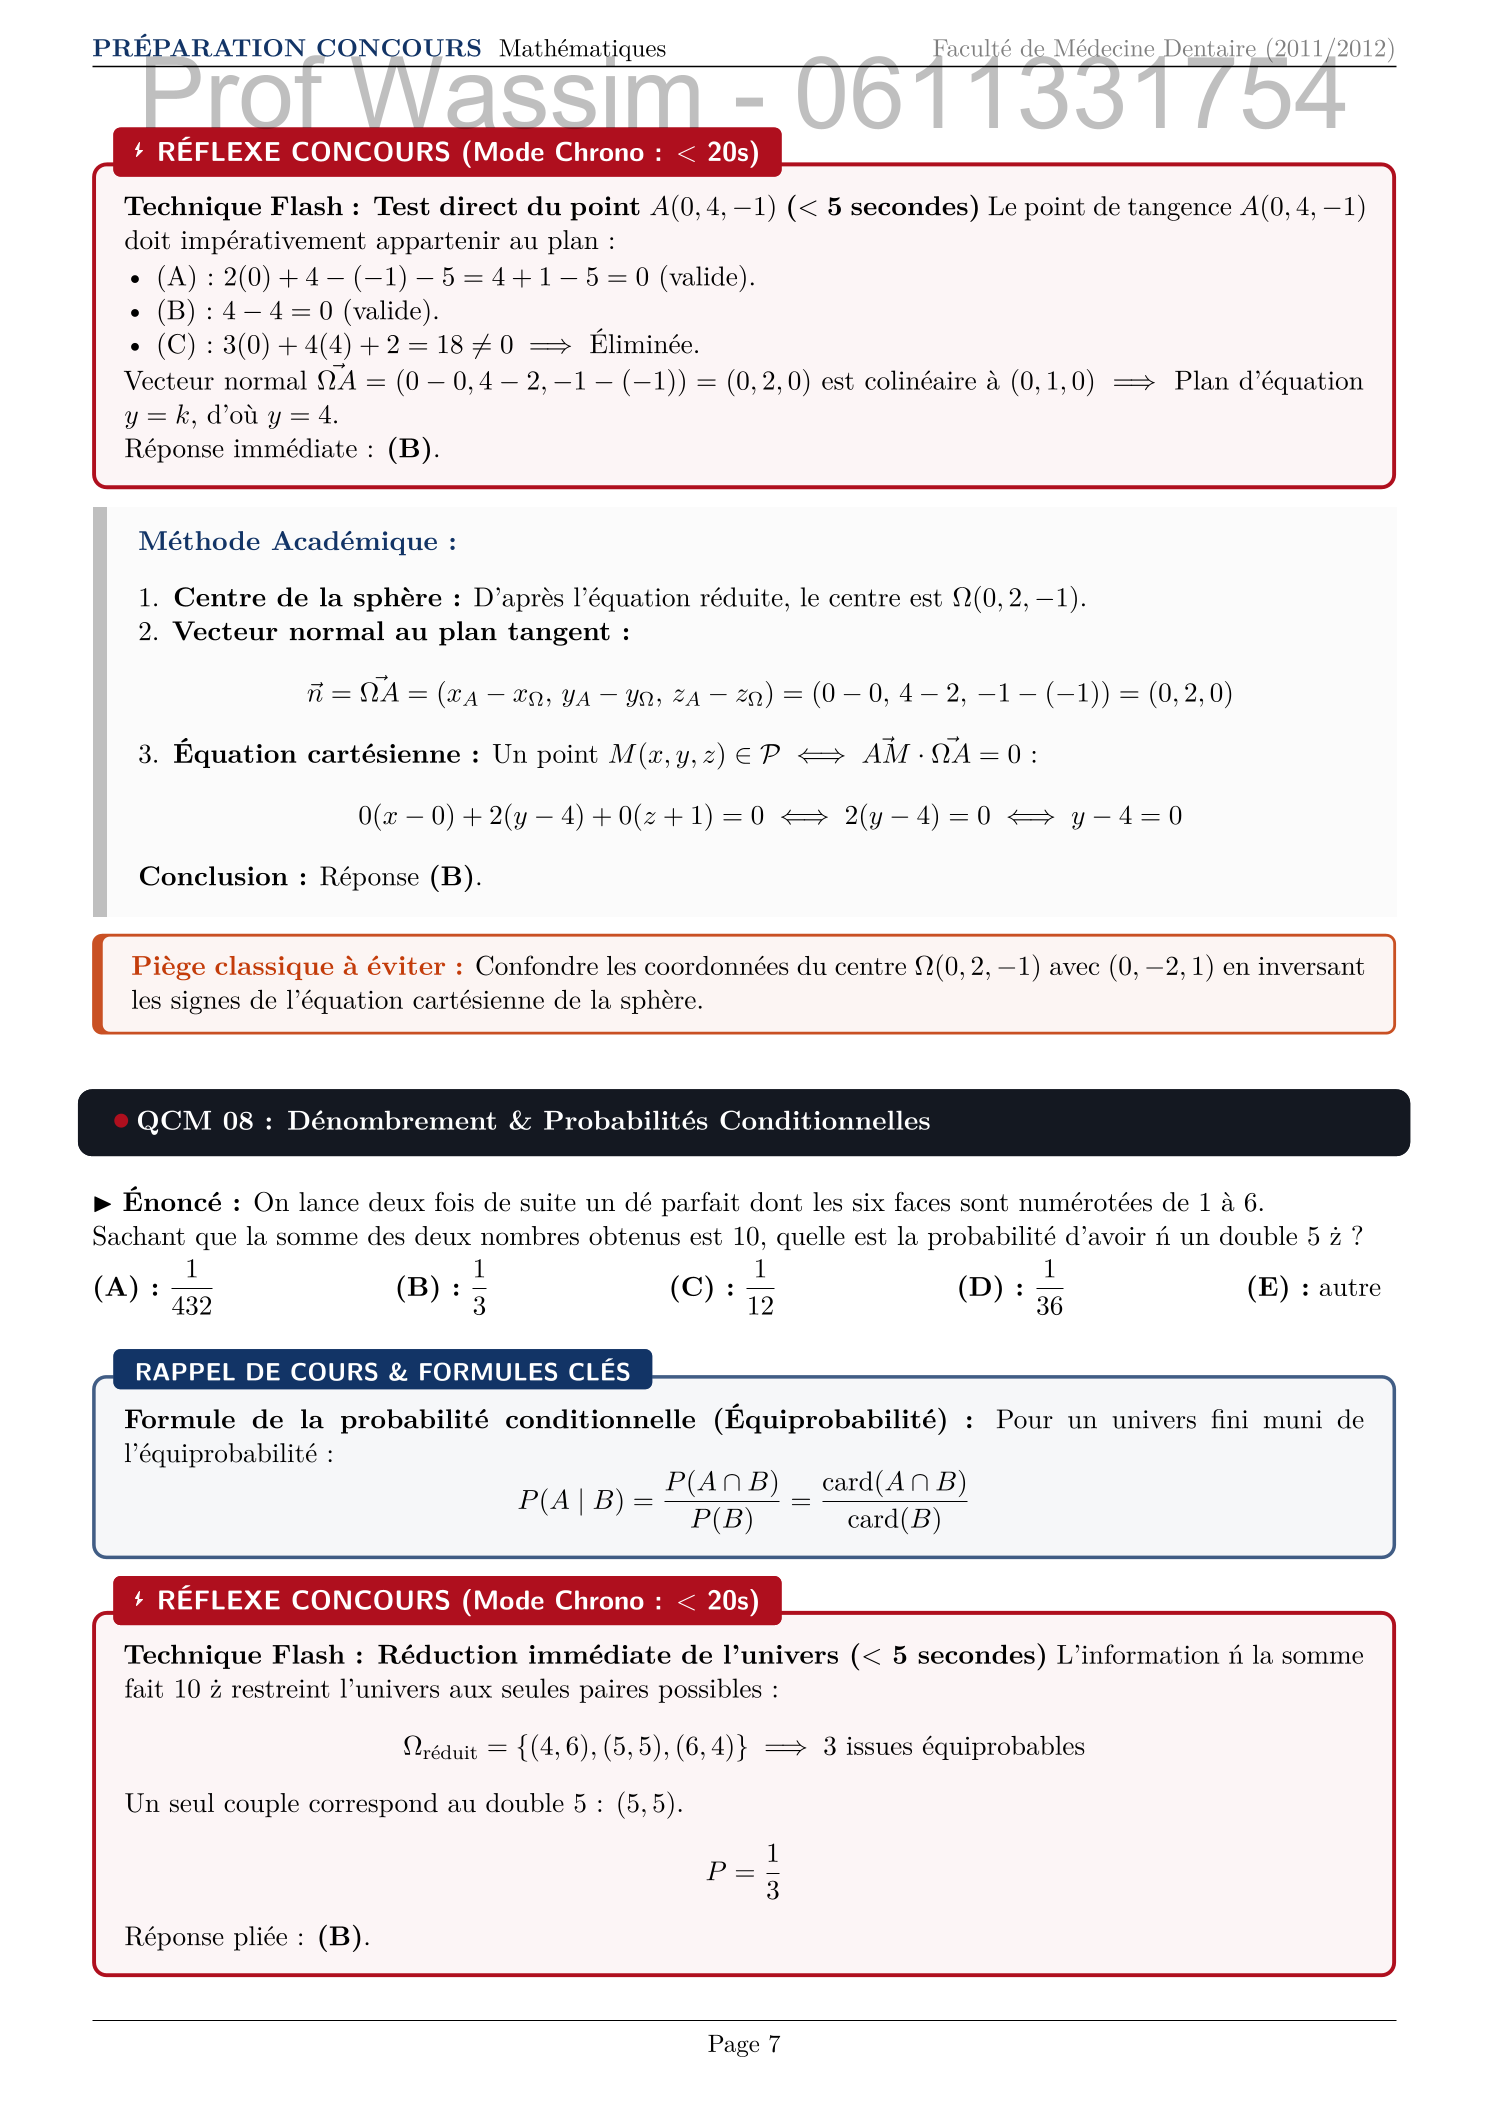 PRÉPARATION CONCOURS Mathématiques Faculté de Médecine Dentaire (2011/2012)
Prof Wassim - 0611331754
RÉFLEXE CONCOURS (Mode Chrono : < 20s)
Technique Flash : Test direct du point A(0, 4, −1) (< 5 secondes) Le point de tangence A(0, 4, −1)
doit impérativement appartenir au plan :
• (A) : 2(0) + 4 − (−1) − 5 = 4 + 1 − 5 = 0 (valide).
• (B) : 4 − 4 = 0 (valide).
• (C) : 3(0) + 4(4) + 2 = 18 ≠ 0 ⟹ Éliminée.
Vecteur normal Ω⃗A = (0 − 0, 4 − 2, −1 − (−1)) = (0, 2, 0) est colinéaire à (0, 1, 0) ⟹ Plan d'équation
y = k, d'où y = 4.
Réponse immédiate : (B).
Méthode Académique :
1. Centre de la sphère : D'après l'équation réduite, le centre est Ω(0, 2, −1).
2. Vecteur normal au plan tangent :
n⃗ = Ω⃗A = (x_A − x_Ω, y_A − y_Ω, z_A − z_Ω) = (0 − 0, 4 − 2, −1 − (−1)) = (0, 2, 0)
3. Équation cartésienne : Un point M(x, y, z) ∈ 𝒫 ⟺ A⃗M · Ω⃗A = 0 :
0(x − 0) + 2(y − 4) + 0(z + 1) = 0 ⟺ 2(y − 4) = 0 ⟺ y − 4 = 0
Conclusion : Réponse (B).
Piège classique à éviter : Confondre les coordonnées du centre Ω(0, 2, −1) avec (0, −2, 1) en inversant
les signes de l'équation cartésienne de la sphère.
QCM 08 : Dénombrement & Probabilités Conditionnelles
▶ Énoncé : On lance deux fois de suite un dé parfait dont les six faces sont numérotées de 1 à 6.
Sachant que la somme des deux nombres obtenus est 10, quelle est la probabilité d'avoir ń un double 5 ż ?
(A) : 1/432 (B) : 1/3 (C) : 1/12 (D) : 1/36 (E) : autre
RAPPEL DE COURS & FORMULES CLÉS
Formule de la probabilité conditionnelle (Équiprobabilité) : Pour un univers fini muni de
l'équiprobabilité :
P(A | B) = P(A ∩ B)/P(B) = card(A ∩ B)/card(B)
RÉFLEXE CONCOURS (Mode Chrono : < 20s)
Technique Flash : Réduction immédiate de l'univers (< 5 secondes) L'information ń la somme
fait 10 ż restreint l'univers aux seules paires possibles :
Ω_réduit = {(4, 6), (5, 5), (6, 4)} ⟹ 3 issues équiprobables
Un seul couple correspond au double 5 : (5, 5).
P = 1/3
Réponse pliée : (B).
Page 7